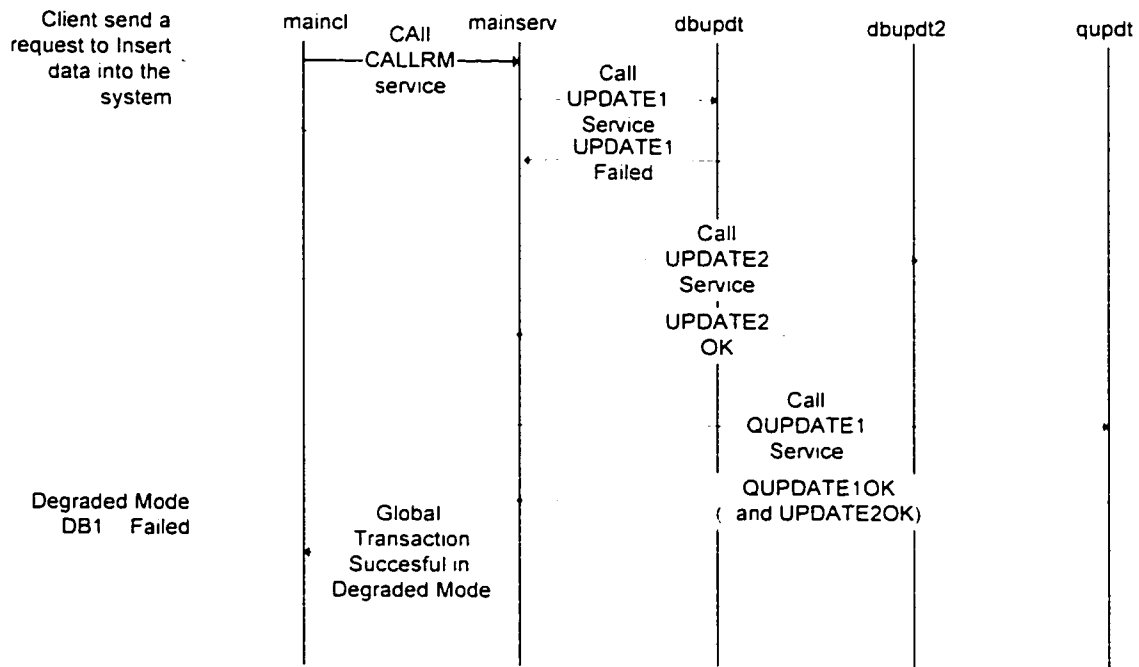 Client send a
request to Insert
data into the
system
maincl
mainserv
dbupdt
dbupdt2
qupdt
CAll
CALLRM
service
Call
UPDATE1
Service
UPDATE1
Failed
Call
UPDATE2
Service
UPDATE2
OK
Call
QUPDATE1
Service
QUPDATE1OK
( and UPDATE2OK)
Degraded Mode
DB1 Failed
Global
Transaction
Succesful in
Degraded Mode